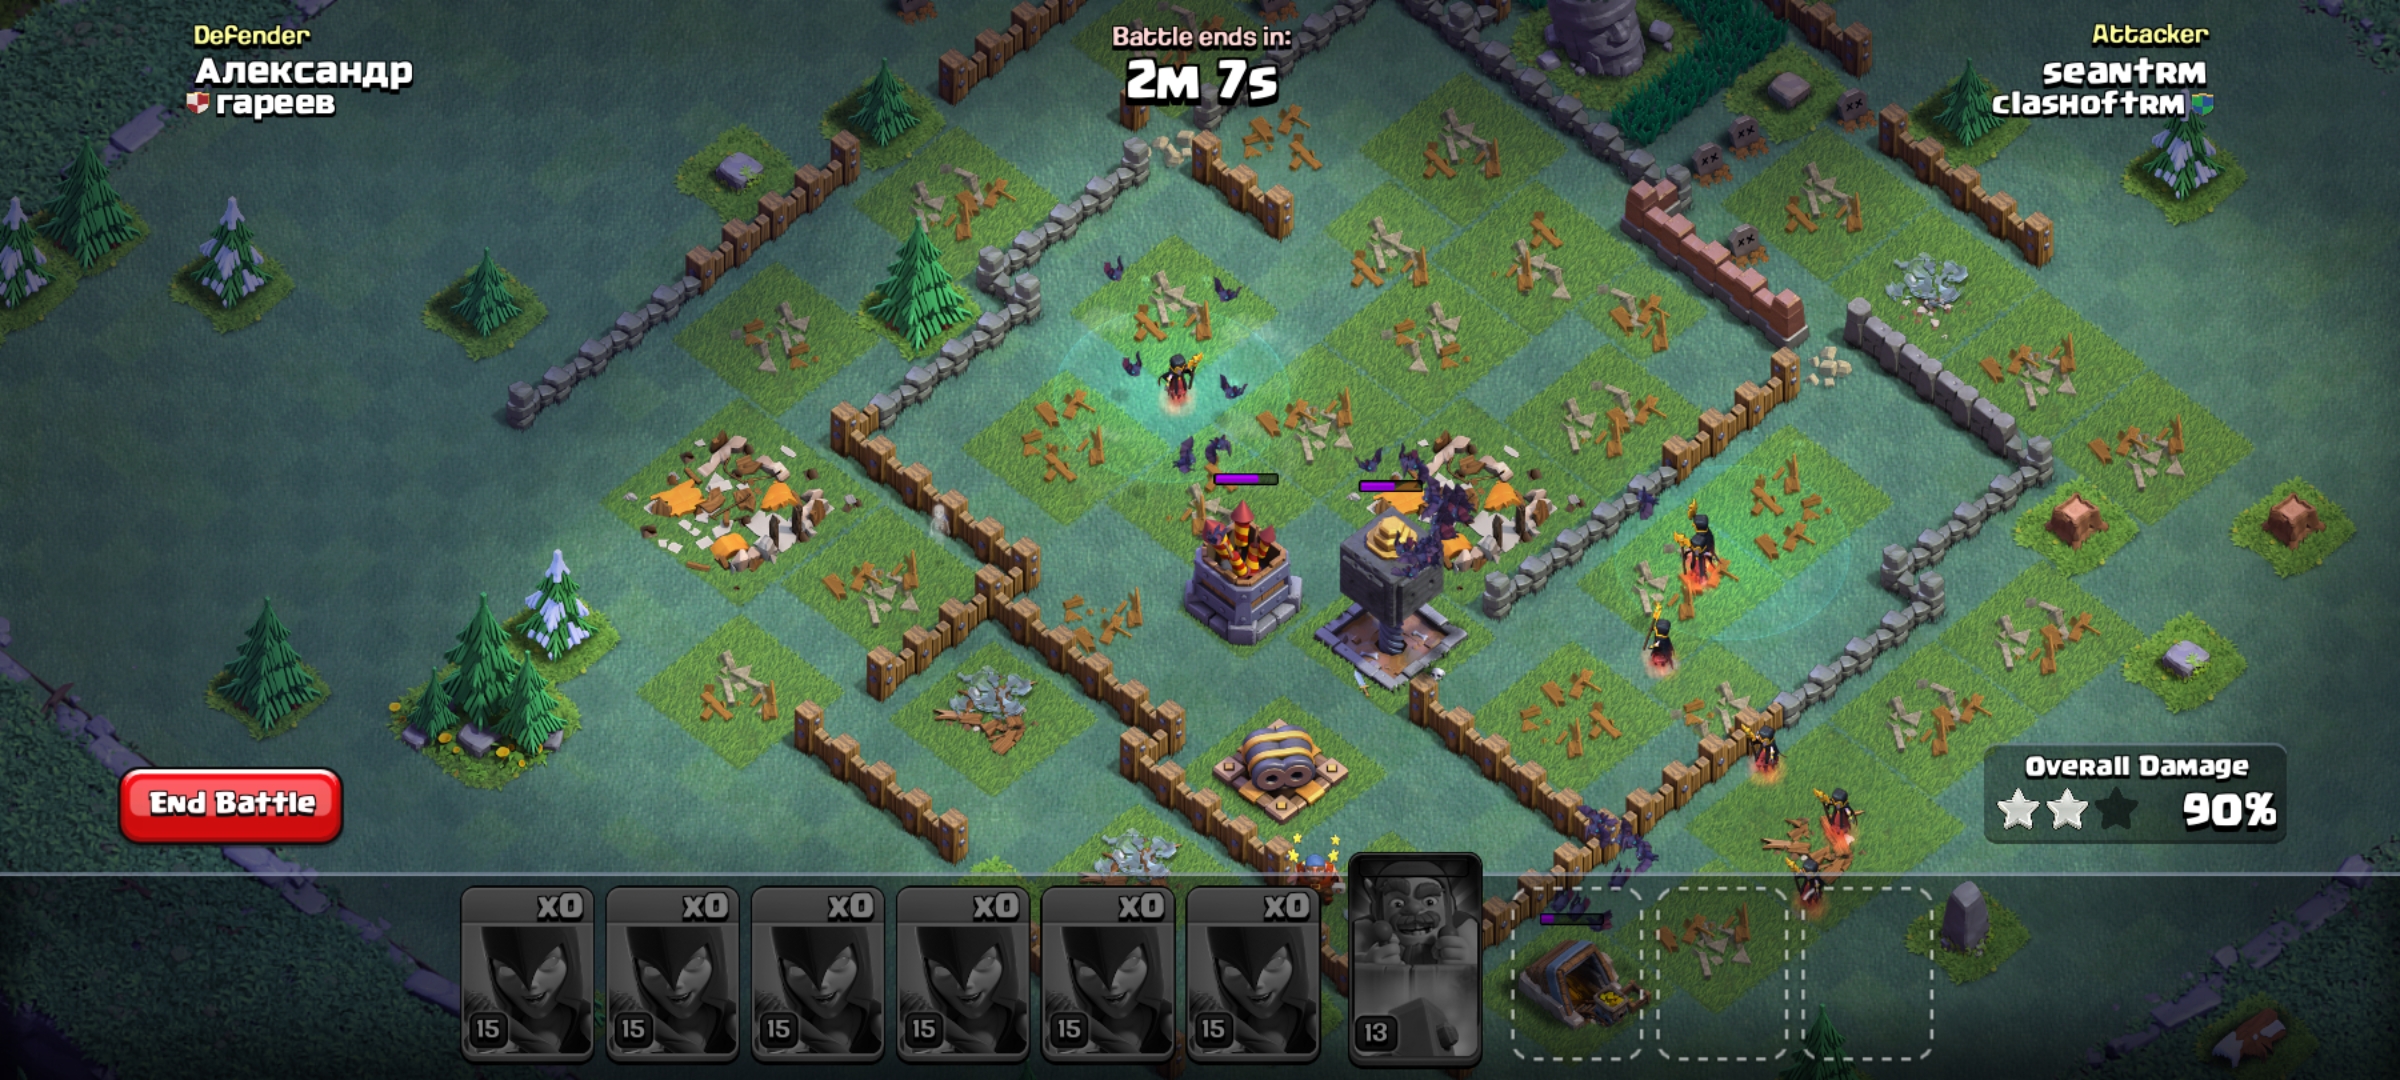 Defender
Александр
гареев
Battle ends in:
2M 7s
Attacker
seantrm
clashoftrm
Overall Damage
90%
End Battle
x0 x0 x0 x0 x0 x0
15 15 15 15 15 15 13